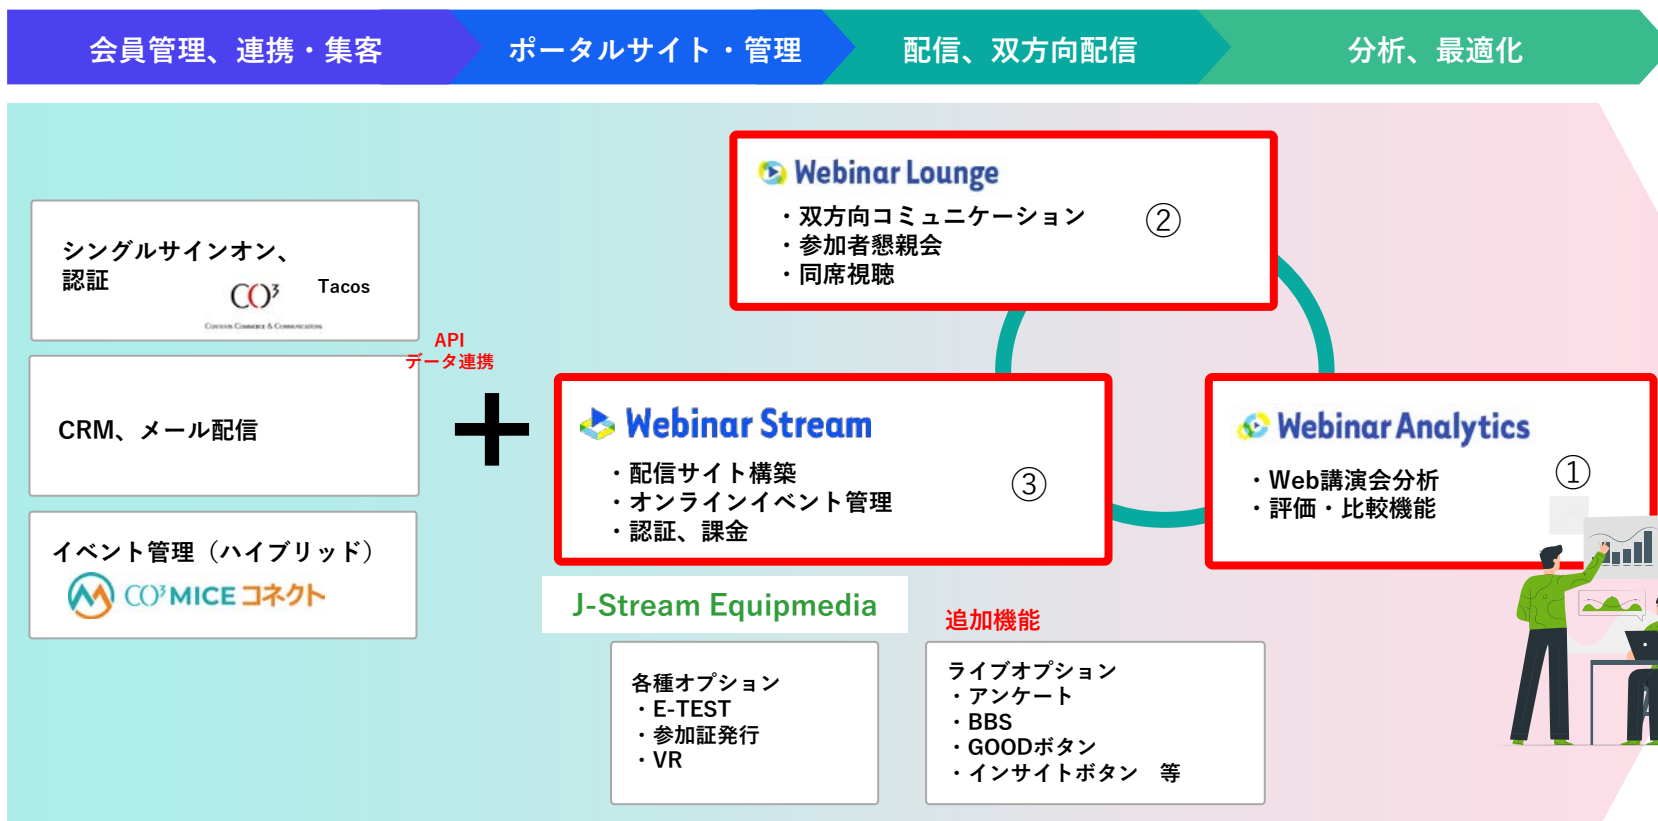 会員管理、連携・集客
ポータルサイト・管理
配信、双方向配信
分析、最適化
シングルサインオン、
認証
CO³
Tacos
Contents Commerce & Communications
API
データ連携
CRM、メール配信
イベント管理（ハイブリッド）
CO³MICEコネクト
+
Webinar Lounge
・双方向コミュニケーション
・参加者懇親会
・同席視聴
②
Webinar Stream
・配信サイト構築
・オンラインイベント管理
・認証、課金
③
Webinar Analytics
・Web講演会分析
・評価・比較機能
①
J-Stream Equipmedia
各種オプション
・E-TEST
・参加証発行
・VR
追加機能
ライブオプション
・アンケート
・BBS
・GOODボタン
・インサイトボタン　等